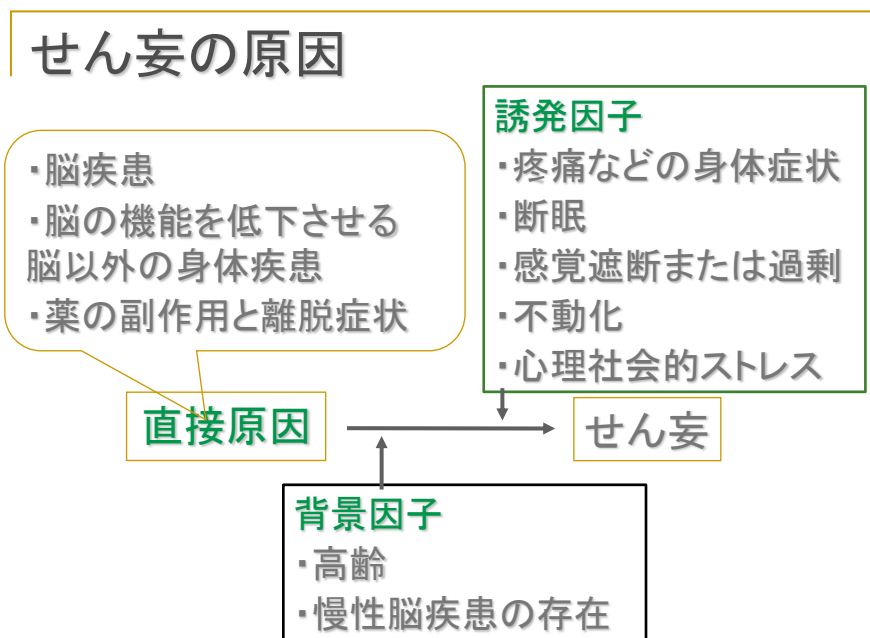 せん妄の原因
・脳疾患
・脳の機能を低下させる
脳以外の身体疾患
・薬の副作用と離脱症状
誘発因子
・疼痛などの身体症状
・断眠
・感覚遮断または過剰
・不動化
・心理社会的ストレス
直接原因
せん妄
背景因子
・高齢
・慢性脳疾患の存在